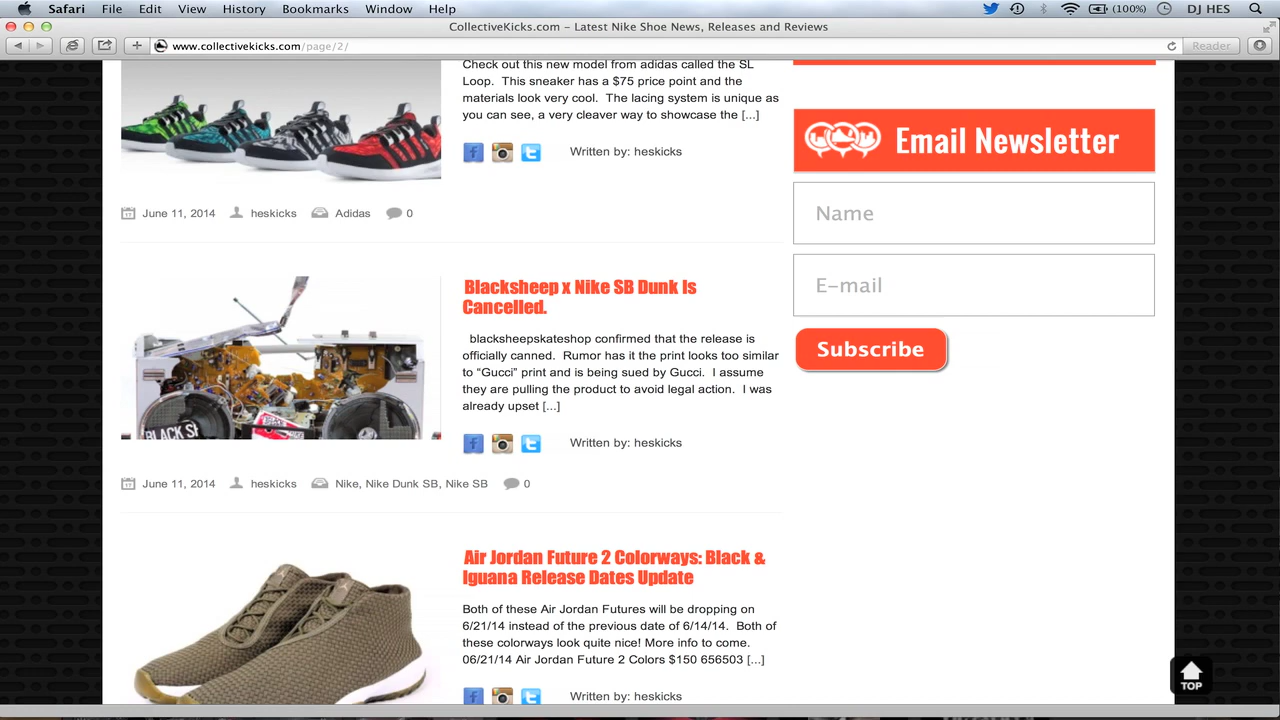 Safari File Edit View History Bookmarks Window Help (100%) DJ HES
CollectiveKicks.com – Latest Nike Shoe News, Releases and Reviews
www.collectivekicks.com/page/2/ Reader
Check out this new model from adidas called the SL
Loop. This sneaker has a $75 price point and the
materials look very cool. The lacing system is unique as
you can see, a very cleaver way to showcase the [...]
Written by: heskicks
June 11, 2014 heskicks Adidas 0
Email Newsletter
Name
E-mail
Subscribe
Blacksheep x Nike SB Dunk Is
Cancelled.
blacksheepskateshop confirmed that the release is
officially canned. Rumor has it the print looks too similar
to “Gucci” print and is being sued by Gucci. I assume
they are pulling the product to avoid legal action. I was
already upset [...]
BLACK
Written by: heskicks
June 11, 2014 heskicks Nike, Nike Dunk SB, Nike SB 0
Air Jordan Future 2 Colorways: Black &
Iguana Release Dates Update
Both of these Air Jordan Futures will be dropping on
6/21/14 instead of the previous date of 6/14/14. Both of
these colorways look quite nice! More info to come.
06/21/14 Air Jordan Future 2 Colors $150 656503 [...]
Written by: heskicks
TOP